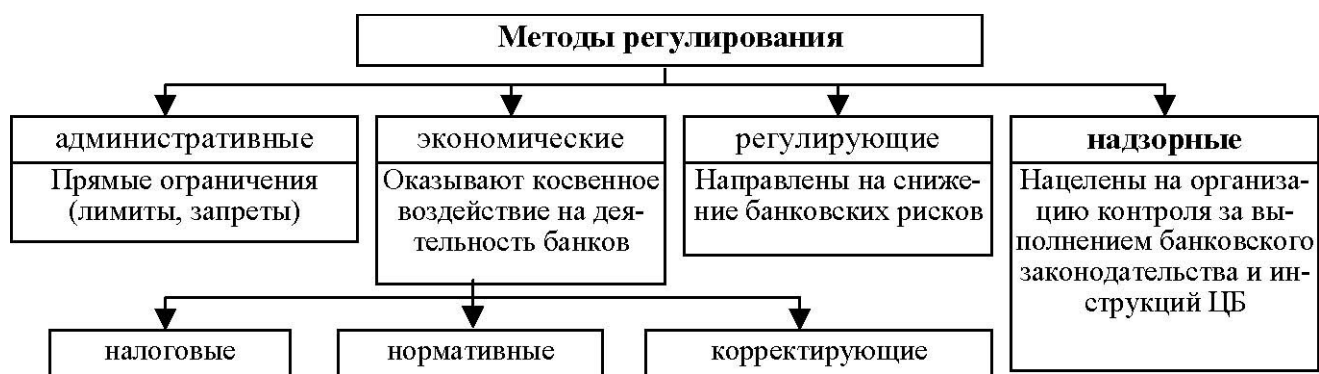 Методы регулирования
административные
Прямые ограничения
(лимиты, запреты)
экономические
Оказывают косвенное
воздействие на дея-
тельность банков
регулирующие
Направлены на сниже-
ние банковских рисков
надзорные
Нацелены на организа-
цию контроля за вы-
полнением банковского
законодательства и ин-
струкций ЦБ
налоговые
нормативные
корректирующие